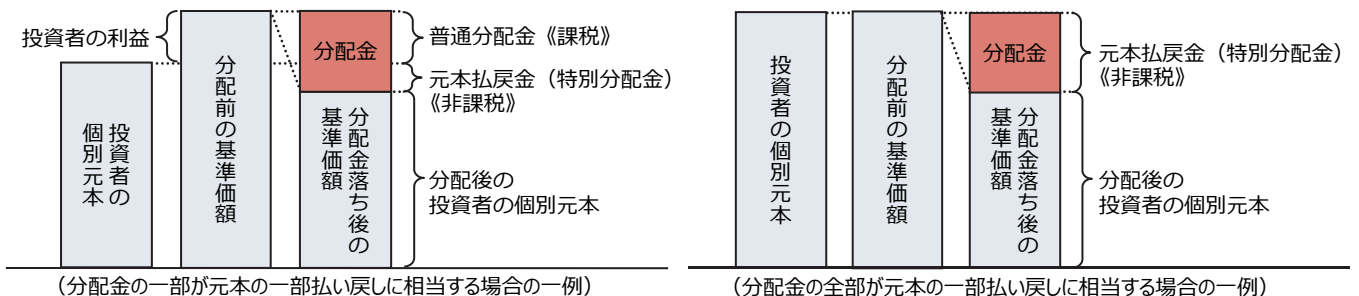 投資者の利益
投資者の
個別元本
分配前の基準価額
分配金
分配金落ち後の
基準価額
普通分配金《課税》
元本払戻金（特別分配金）
《非課税》
分配後の
投資者の個別元本
（分配金の一部が元本の一部払い戻しに相当する場合の一例）
投資者の個別元本
分配前の基準価額
分配金
分配金落ち後の
基準価額
元本払戻金（特別分配金）
《非課税》
分配後の
投資者の個別元本
（分配金の全部が元本の一部払い戻しに相当する場合の一例）